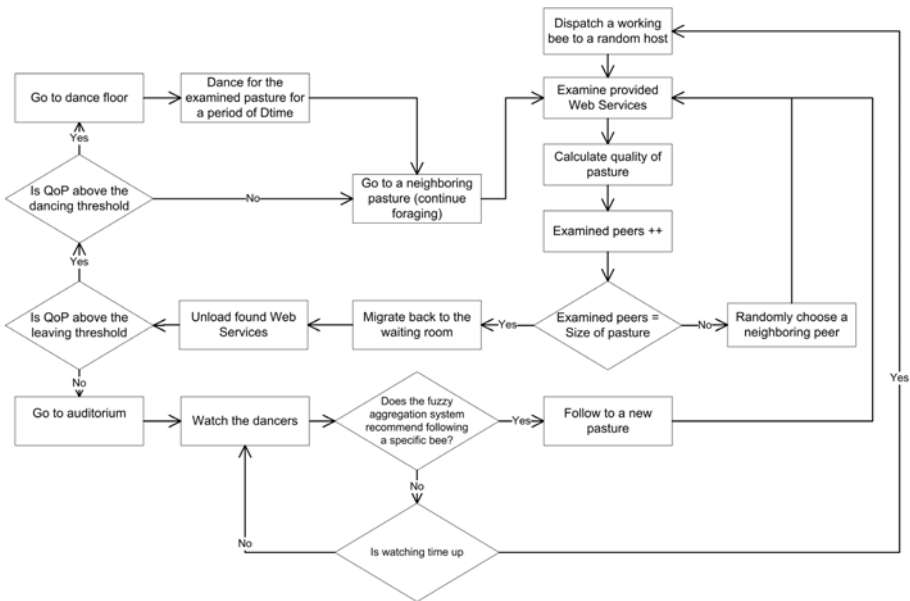 Dispatch a working
bee to a random host
Go to dance floor
Dance for the
examined pasture for
a period of Dtime
Examine provided
Web Services
Yes
Calculate quality of
pasture
Is QoP above the
dancing threshold
No
Go to a neighboring
pasture (continue
foraging)
Examined peers ++
Yes
Is QoP above the
leaving threshold
Unload found Web
Services
Migrate back to the
waiting room
Yes
Examined peers =
Size of pasture
No
Randomly choose a
neighboring peer
Yes
No
Go to auditorium
Watch the dancers
Does the fuzzy
aggregation system
recommend following
a specific bee?
Yes
Follow to a new
pasture
No
No
Is watching time up